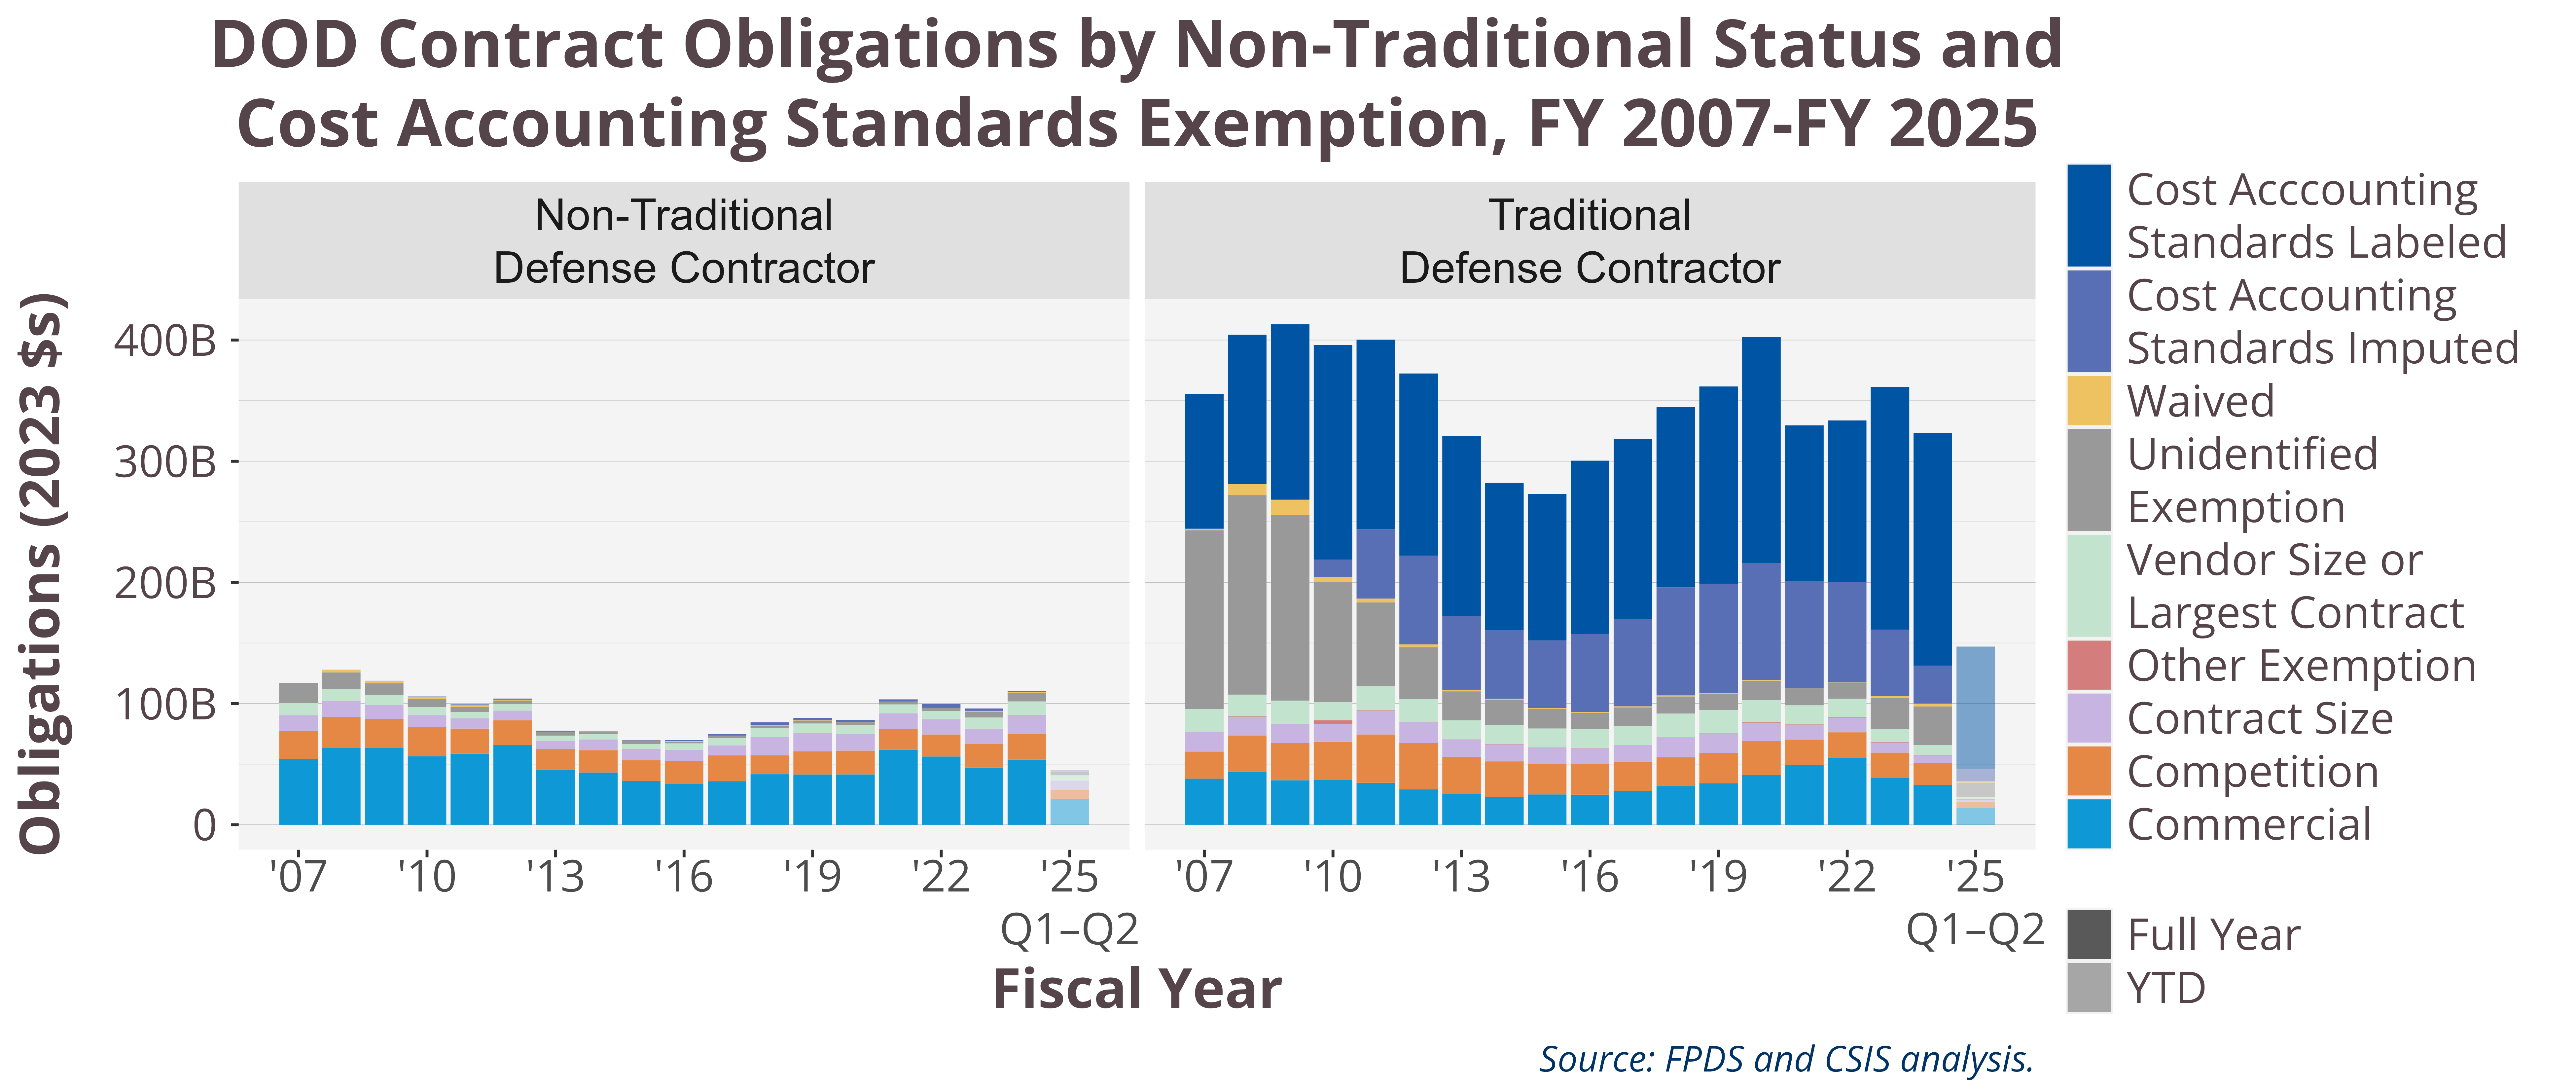 DOD Contract Obligations by Non-Traditional Status and
Cost Accounting Standards Exemption, FY 2007-FY 2025
Non-Traditional
Defense Contractor
Traditional
Defense Contractor
Obligations (2023 $s)
400B
300B
200B
100B
0
'07 '10 '13 '16 '19 '22 '25
Q1–Q2
'07 '10 '13 '16 '19 '22 '25
Q1–Q2
Fiscal Year
Cost Acccounting
Standards Labeled
Cost Accounting
Standards Imputed
Waived
Unidentified
Exemption
Vendor Size or
Largest Contract
Other Exemption
Contract Size
Competition
Commercial
Full Year
YTD
Source: FPDS and CSIS analysis.